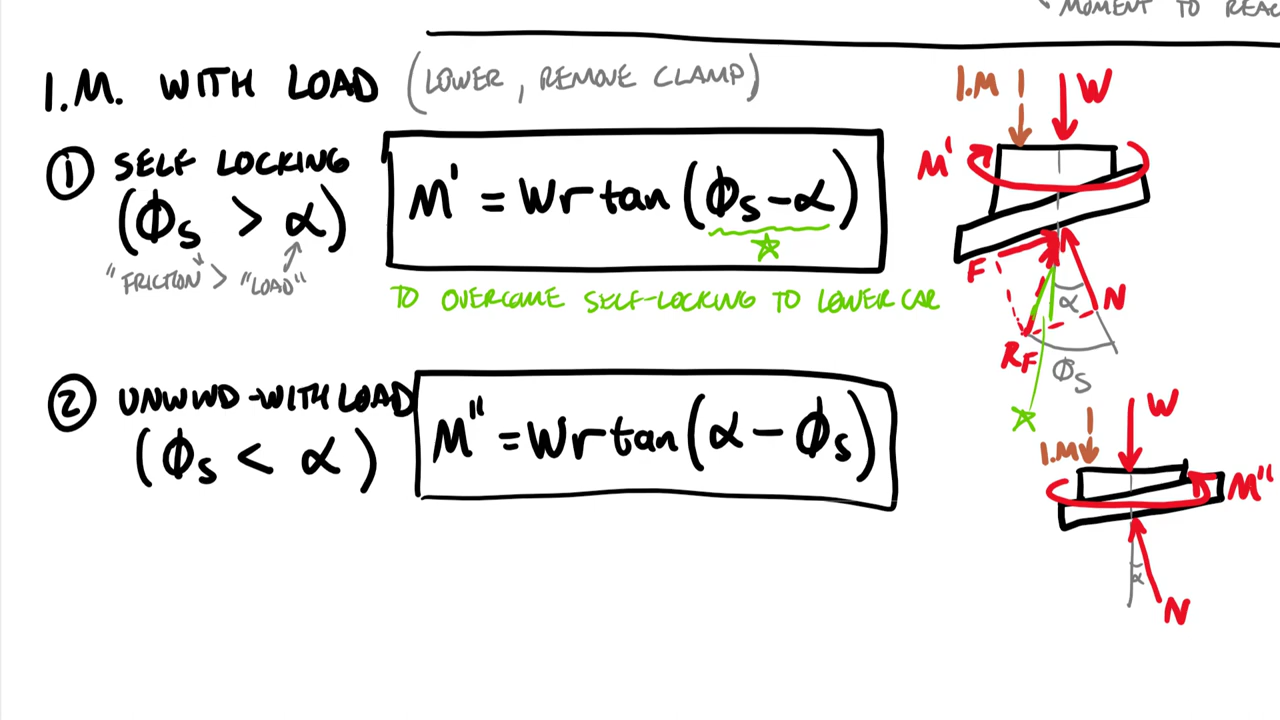 MOMENT TO REAC
I.M. WITH LOAD (LOWER, REMOVE CLAMP)
① SELF LOCKING
(ϕs > α)
"FRICTION" > "LOAD"
M' = Wr tan (ϕs - α)
TO OVERCOME SELF-LOCKING TO LOWER CAR
I.M W
M'
F α N
RF
ϕs
② UNWIND -WITH LOAD
(ϕs < α)
M" = Wr tan (α - ϕs)
W
I.M
M"
α
N